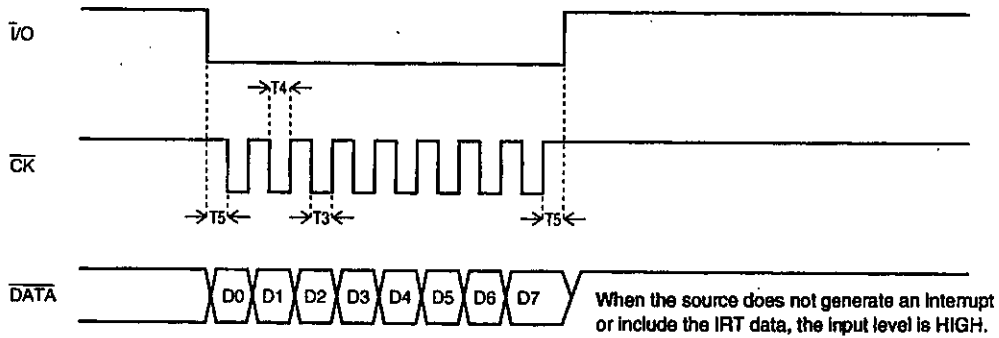 I/O
T4
CK
T5
T3
T5
DATA
D0 D1 D2 D3 D4 D5 D6 D7
When the source does not generate an Interrupt
or include the IRT data, the input level is HIGH.